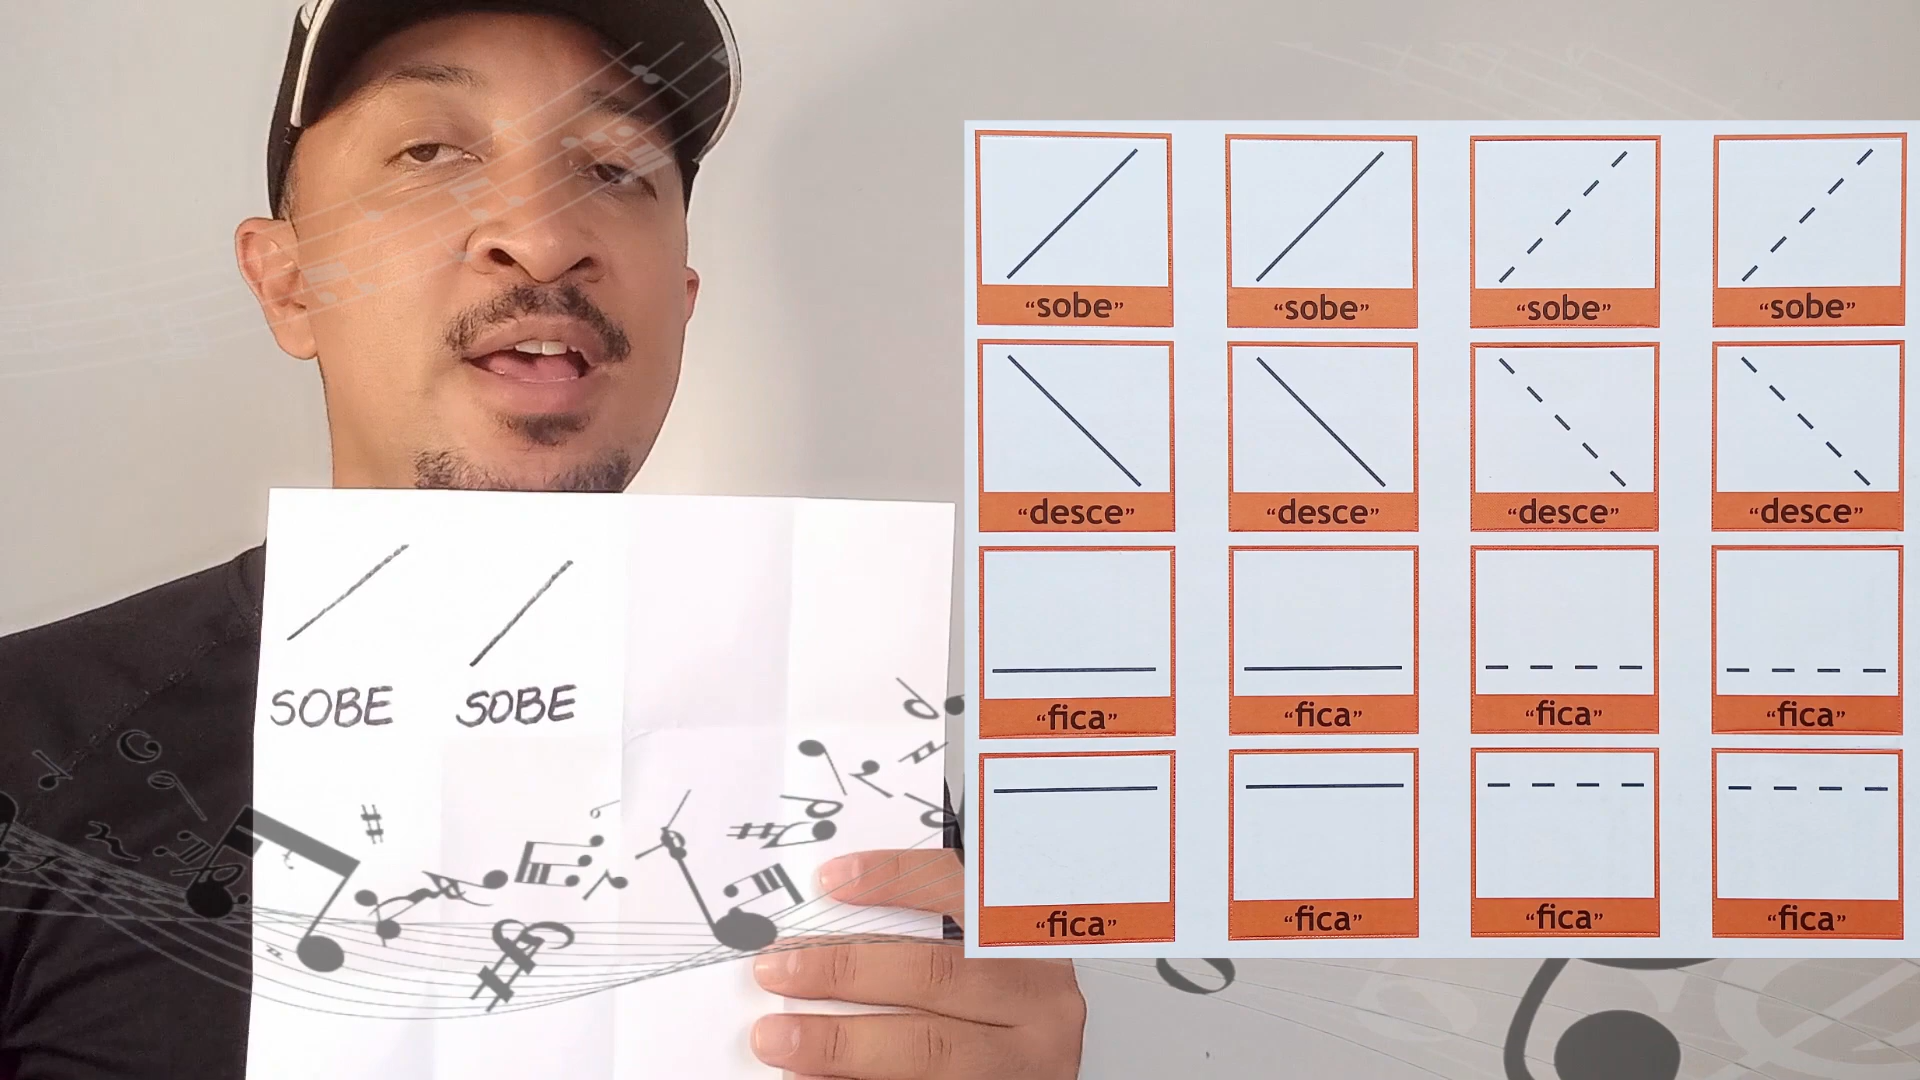 SOBE SOBE
“sobe” “sobe” “sobe” “sobe”
“desce” “desce” “desce” “desce”
“fica” “fica” “fica” “fica”
“fica” “fica” “fica” “fica”